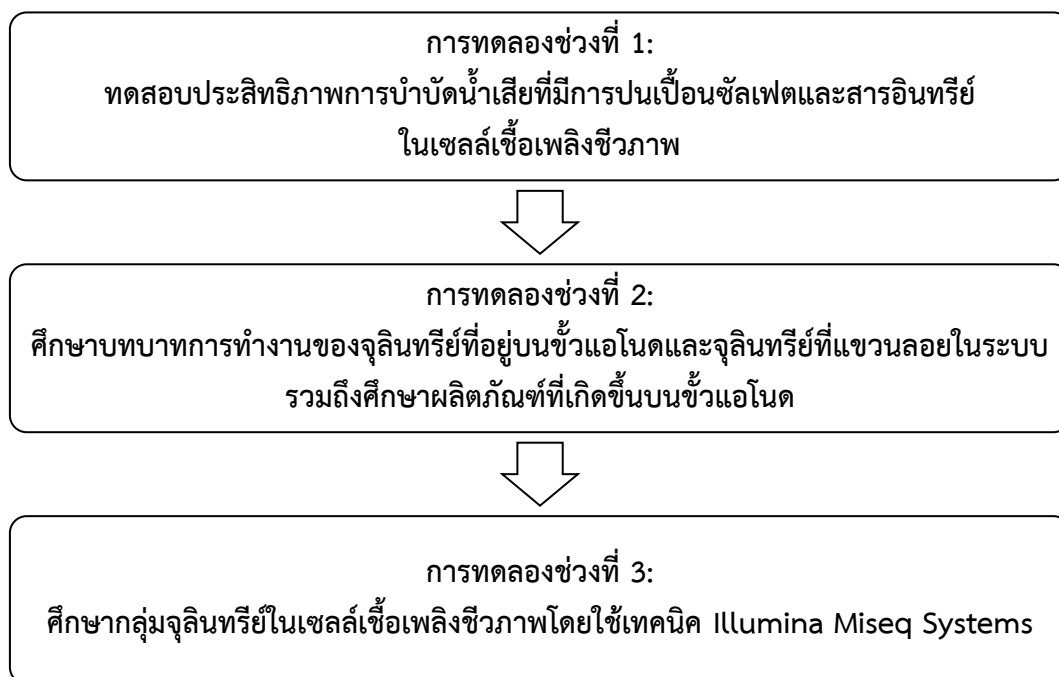 การทดลองช่วงที่ 1:
ทดสอบประสิทธิภาพการบำบัดน้ำเสียที่มีการปนเปื้อนซัลเฟตและสารอินทรีย์
ในเซลล์เชื้อเพลิงชีวภาพ
การทดลองช่วงที่ 2:
ศึกษาบทบาทการทำงานของจุลินทรีย์ที่อยู่บนขั้วแอโนดและจุลินทรีย์ที่แขวนลอยในระบบ
รวมถึงศึกษาผลิตภัณฑ์ที่เกิดขึ้นบนขั้วแอโนด
การทดลองช่วงที่ 3:
ศึกษากลุ่มจุลินทรีย์ในเซลล์เชื้อเพลิงชีวภาพโดยใช้เทคนิค Illumina Miseq Systems